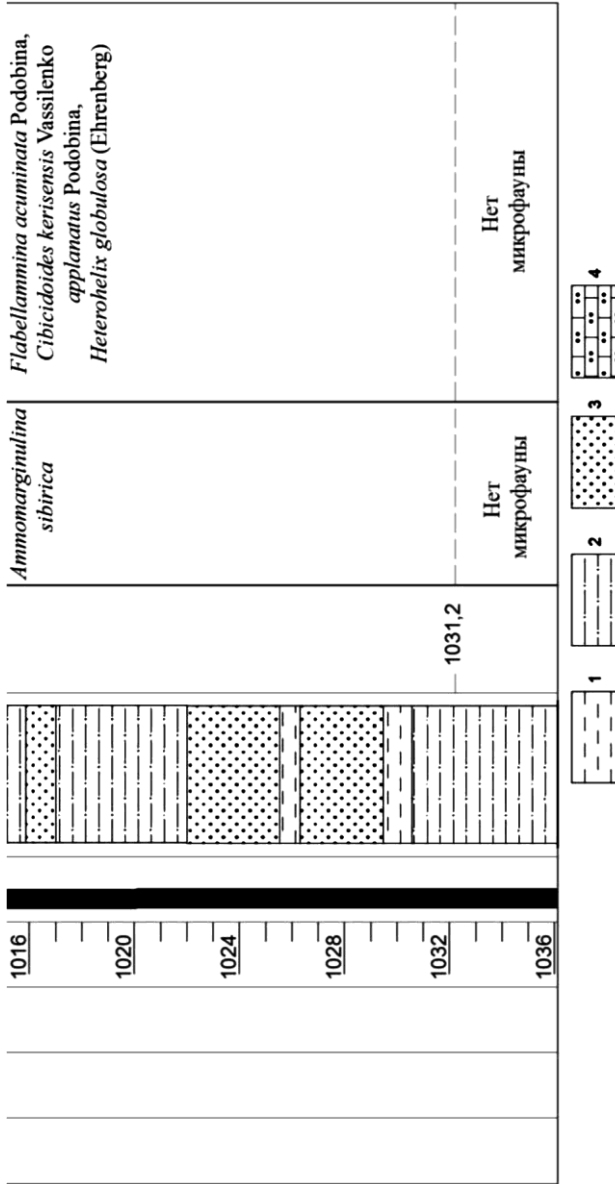 Flabellammina acuminata Podobina,
Cibicidoides kerisensis Vassilenko
applanatus Podobina,
Heterohelix globulosa (Ehrenberg)
Нет
микрофауны
Ammomarginulina
sibirica
Нет
микрофауны
1031,2
1016
1020
1024
1028
1032
1036
1
2
3
4